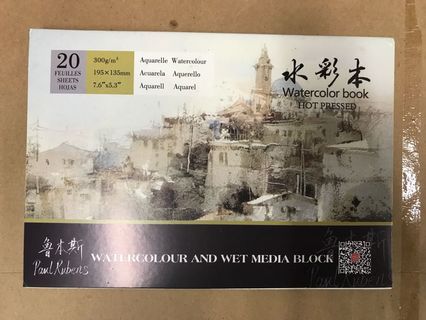 20
FEUILLES
SHEETS
HOJAS
300g/m²
195×135mm
7.6"x5.3"
Aquarelle Watercolour
Acuarela Aquerello
Aquarell Aquarel
水彩本
Watercolor book
HOT PRESSED
鲁本斯
Paul Rubens
WATERCOLOUR AND WET MEDIA BLOCK